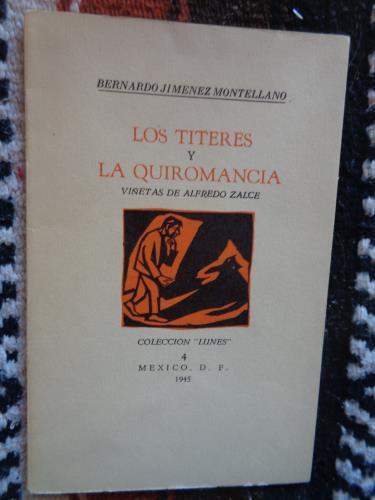 BERNARDO JIMENEZ MONTELLANO
LOS TITERES
Y
LA QUIROMANCIA
VIÑETAS DE ALFREDO ZALCE
COLECCION "LUNES"
4
MEXICO. D. F.
1945